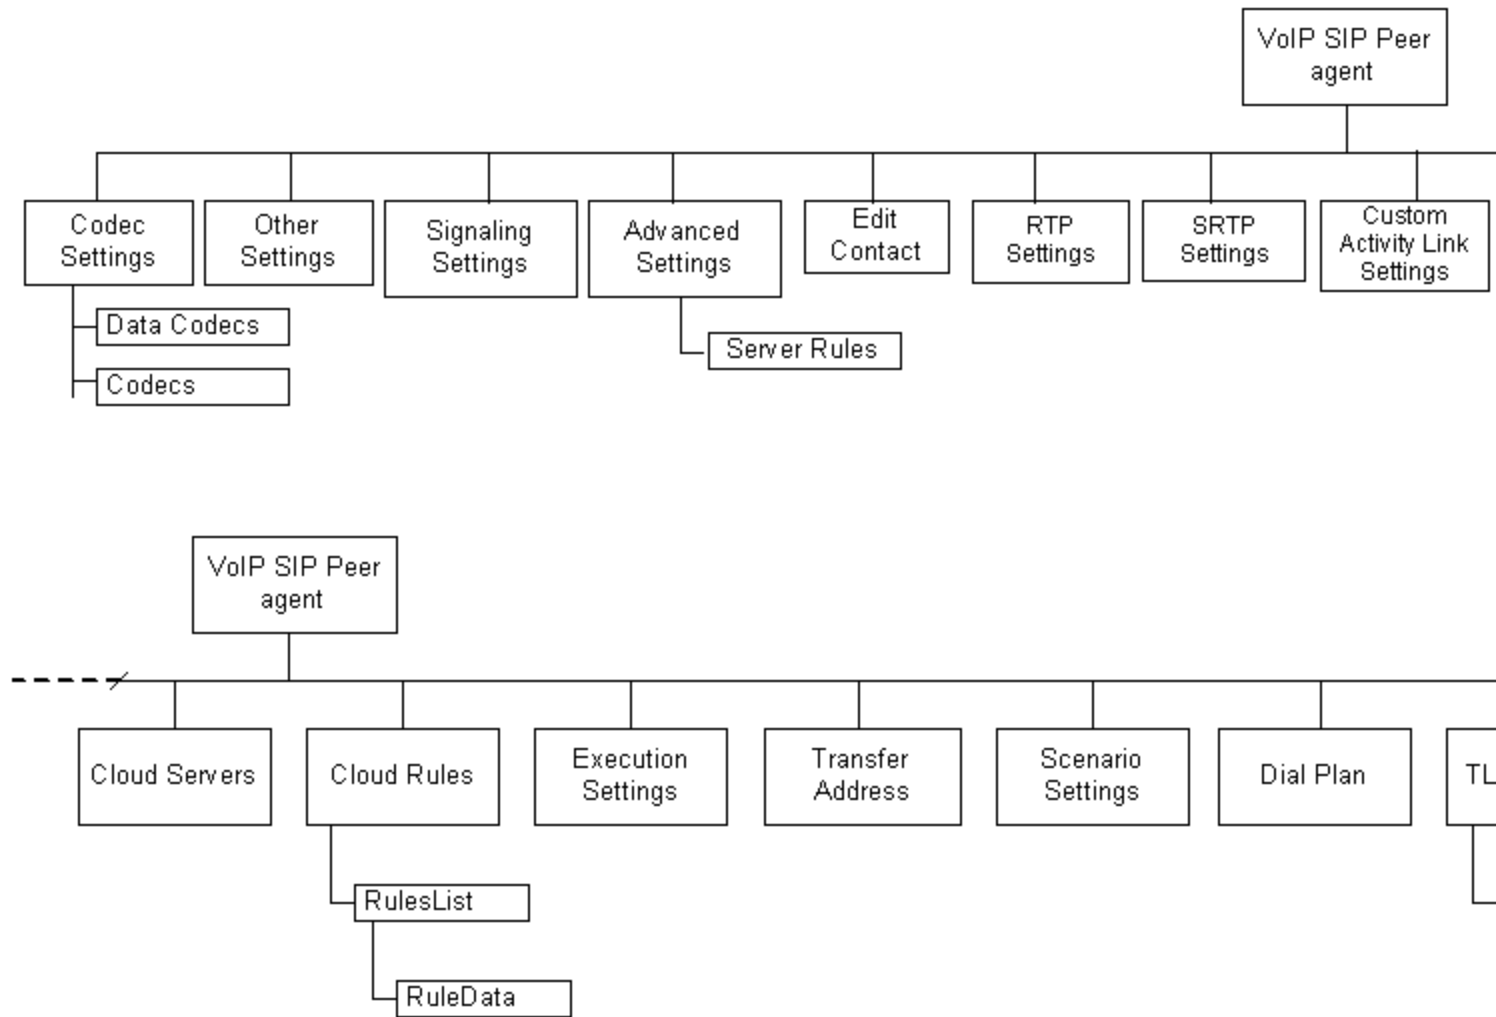 VoIP SIP Peer
agent
Codec
Settings
Other
Settings
Signaling
Settings
Advanced
Settings
Edit
Contact
RTP
Settings
SRTP
Settings
Custom
Activity Link
Settings
Data Codecs
Codecs
Server Rules
VoIP SIP Peer
agent
Cloud Servers
Cloud Rules
Execution
Settings
Transfer
Address
Scenario
Settings
Dial Plan
TL
RulesList
RuleData